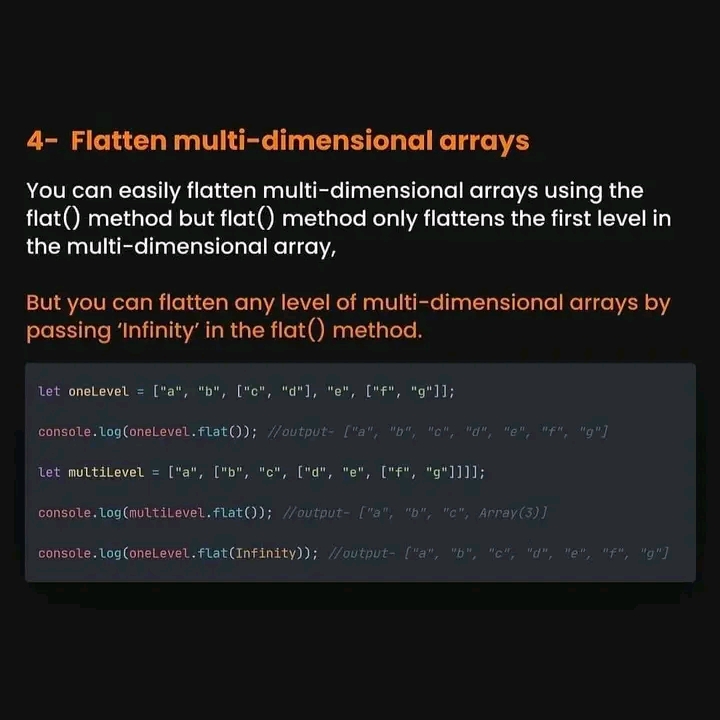 4- Flatten multi-dimensional arrays
You can easily flatten multi-dimensional arrays using the
flat() method but flat() method only flattens the first level in
the multi-dimensional array,
But you can flatten any level of multi-dimensional arrays by
passing ‘Infinity’ in the flat() method.
let oneLevel = ["a", "b", ["c", "d"], "e", ["f", "g"]];
console.log(oneLevel.flat()); //output- ["a", "b", "c", "d", "e", "f", "g"]
let multiLevel = ["a", ["b", "c", ["d", "e", ["f", "g"]]]];
console.log(multiLevel.flat()); //output- ["a", "b", "c", Array(3)]
console.log(oneLevel.flat(Infinity)); //output- ["a", "b", "c", "d", "e", "f", "g"]